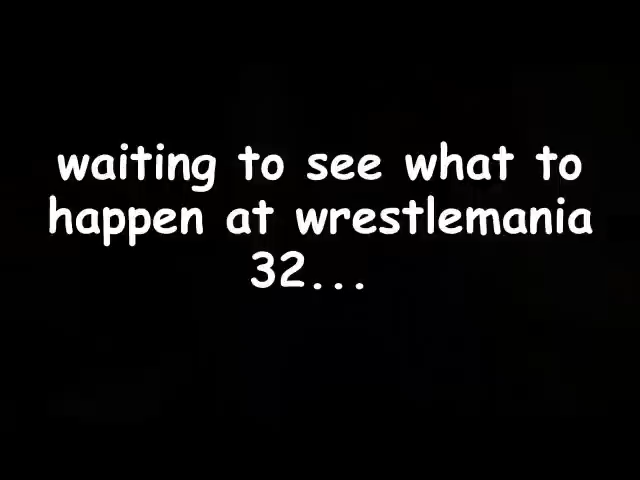 waiting to see what to
happen at wrestlemania
32...